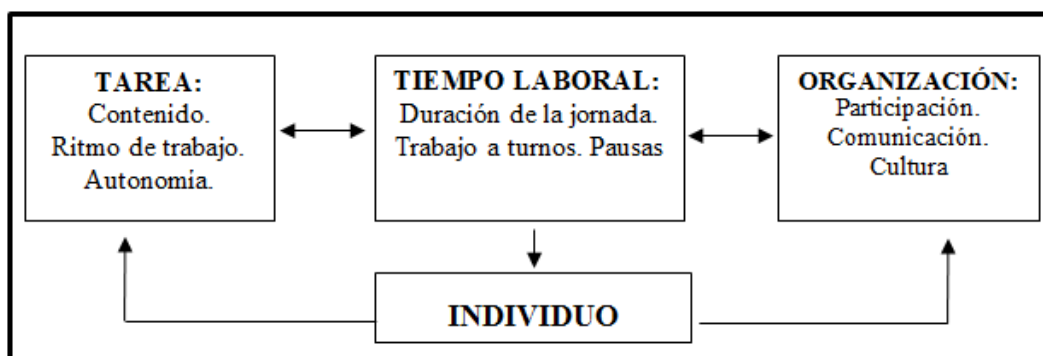 TAREA:
Contenido.
Ritmo de trabajo.
Autonomía.
TIEMPO LABORAL:
Duración de la jornada.
Trabajo a turnos. Pausas
ORGANIZACIÓN:
Participación.
Comunicación.
Cultura
INDIVIDUO